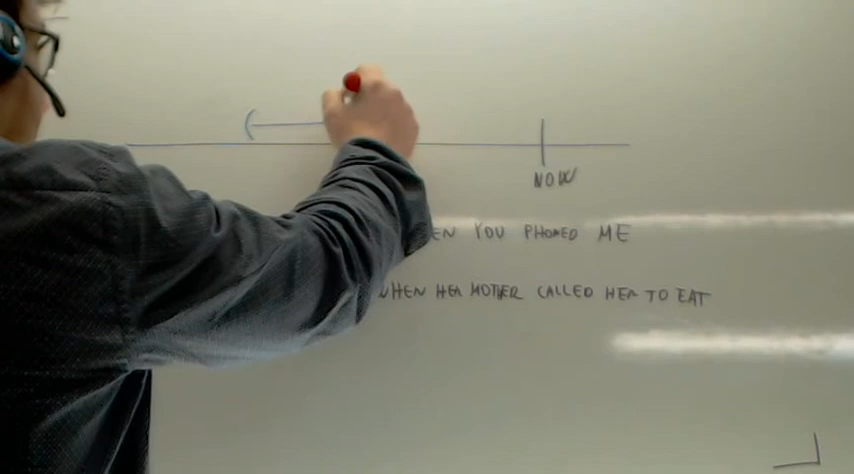 NOW
EN YOU PHONED ME
WHEN HER MOTHER CALLED HER TO EAT